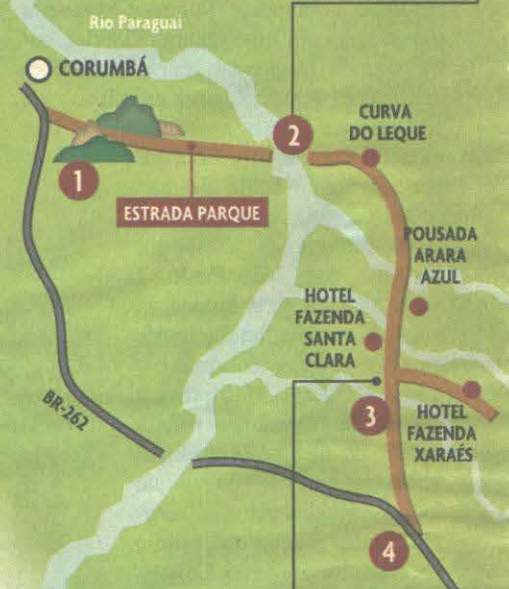 Rio Paraguai
CORUMBÁ
2
CURVA
DO LEQUE
1
ESTRADA PARQUE
POUSADA
ARARA
AZUL
HOTEL
FAZENDA
SANTA
CLARA
BR-262
3
HOTEL
FAZENDA
XARAÉS
4